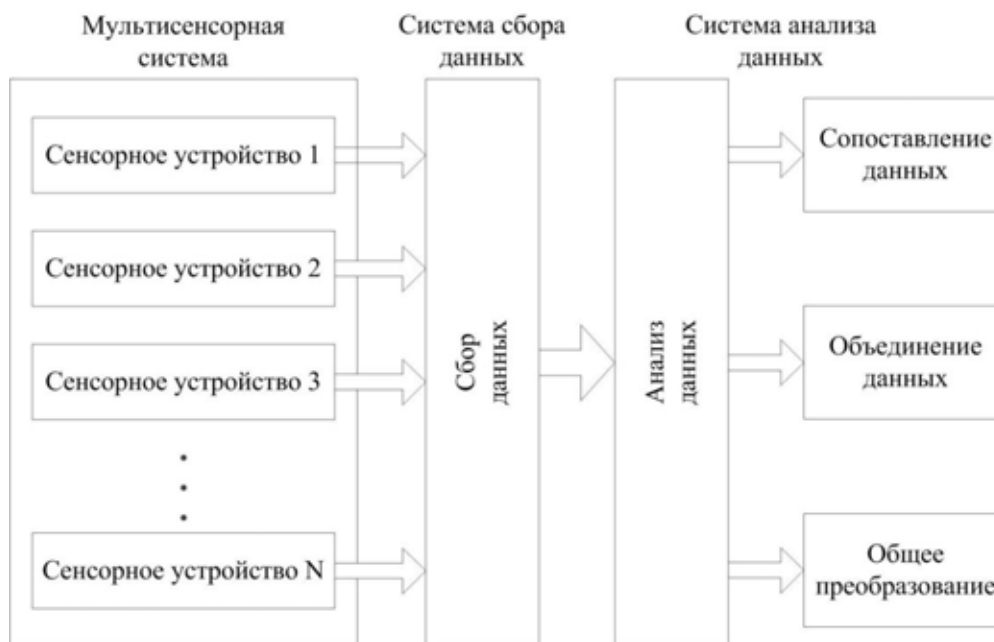 Мультисенсорная
система
Система сбора
данных
Система анализа
данных
Сенсорное устройство 1
Сенсорное устройство 2
Сенсорное устройство 3
Сенсорное устройство N
Сбор
данных
Анализ
данных
Сопоставление
данных
Объединение
данных
Общее
преобразование